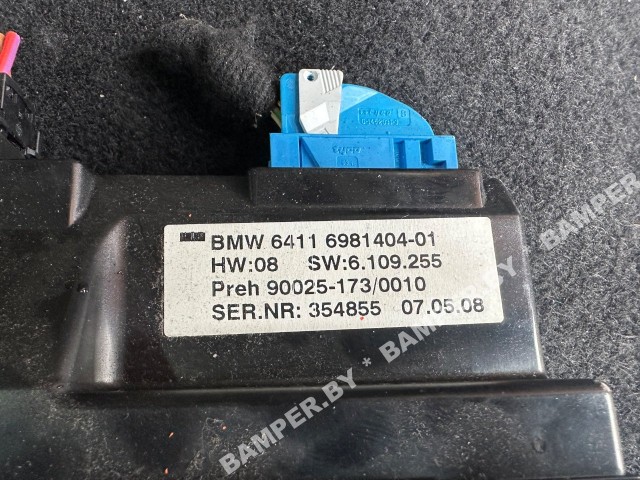 BMW 6411 6981404-01
HW:08 SW:6.109.255
Preh 90025-173/0010
SER.NR: 354855 07.05.08
BAMPER.BY * BAMPER.BY